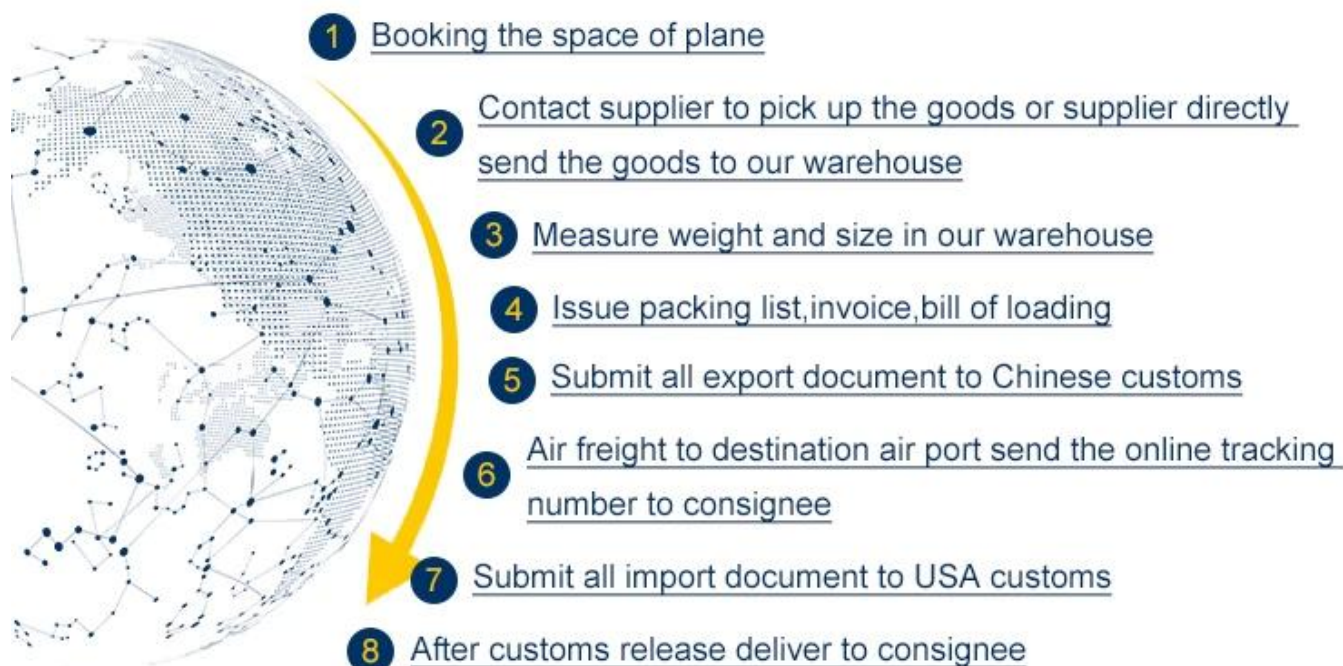 1 Booking the space of plane
2 Contact supplier to pick up the goods or supplier directly
send the goods to our warehouse
3 Measure weight and size in our warehouse
4 Issue packing list,invoice,bill of loading
5 Submit all export document to Chinese customs
6 Air freight to destination air port send the online tracking
number to consignee
7 Submit all import document to USA customs
8 After customs release deliver to consignee